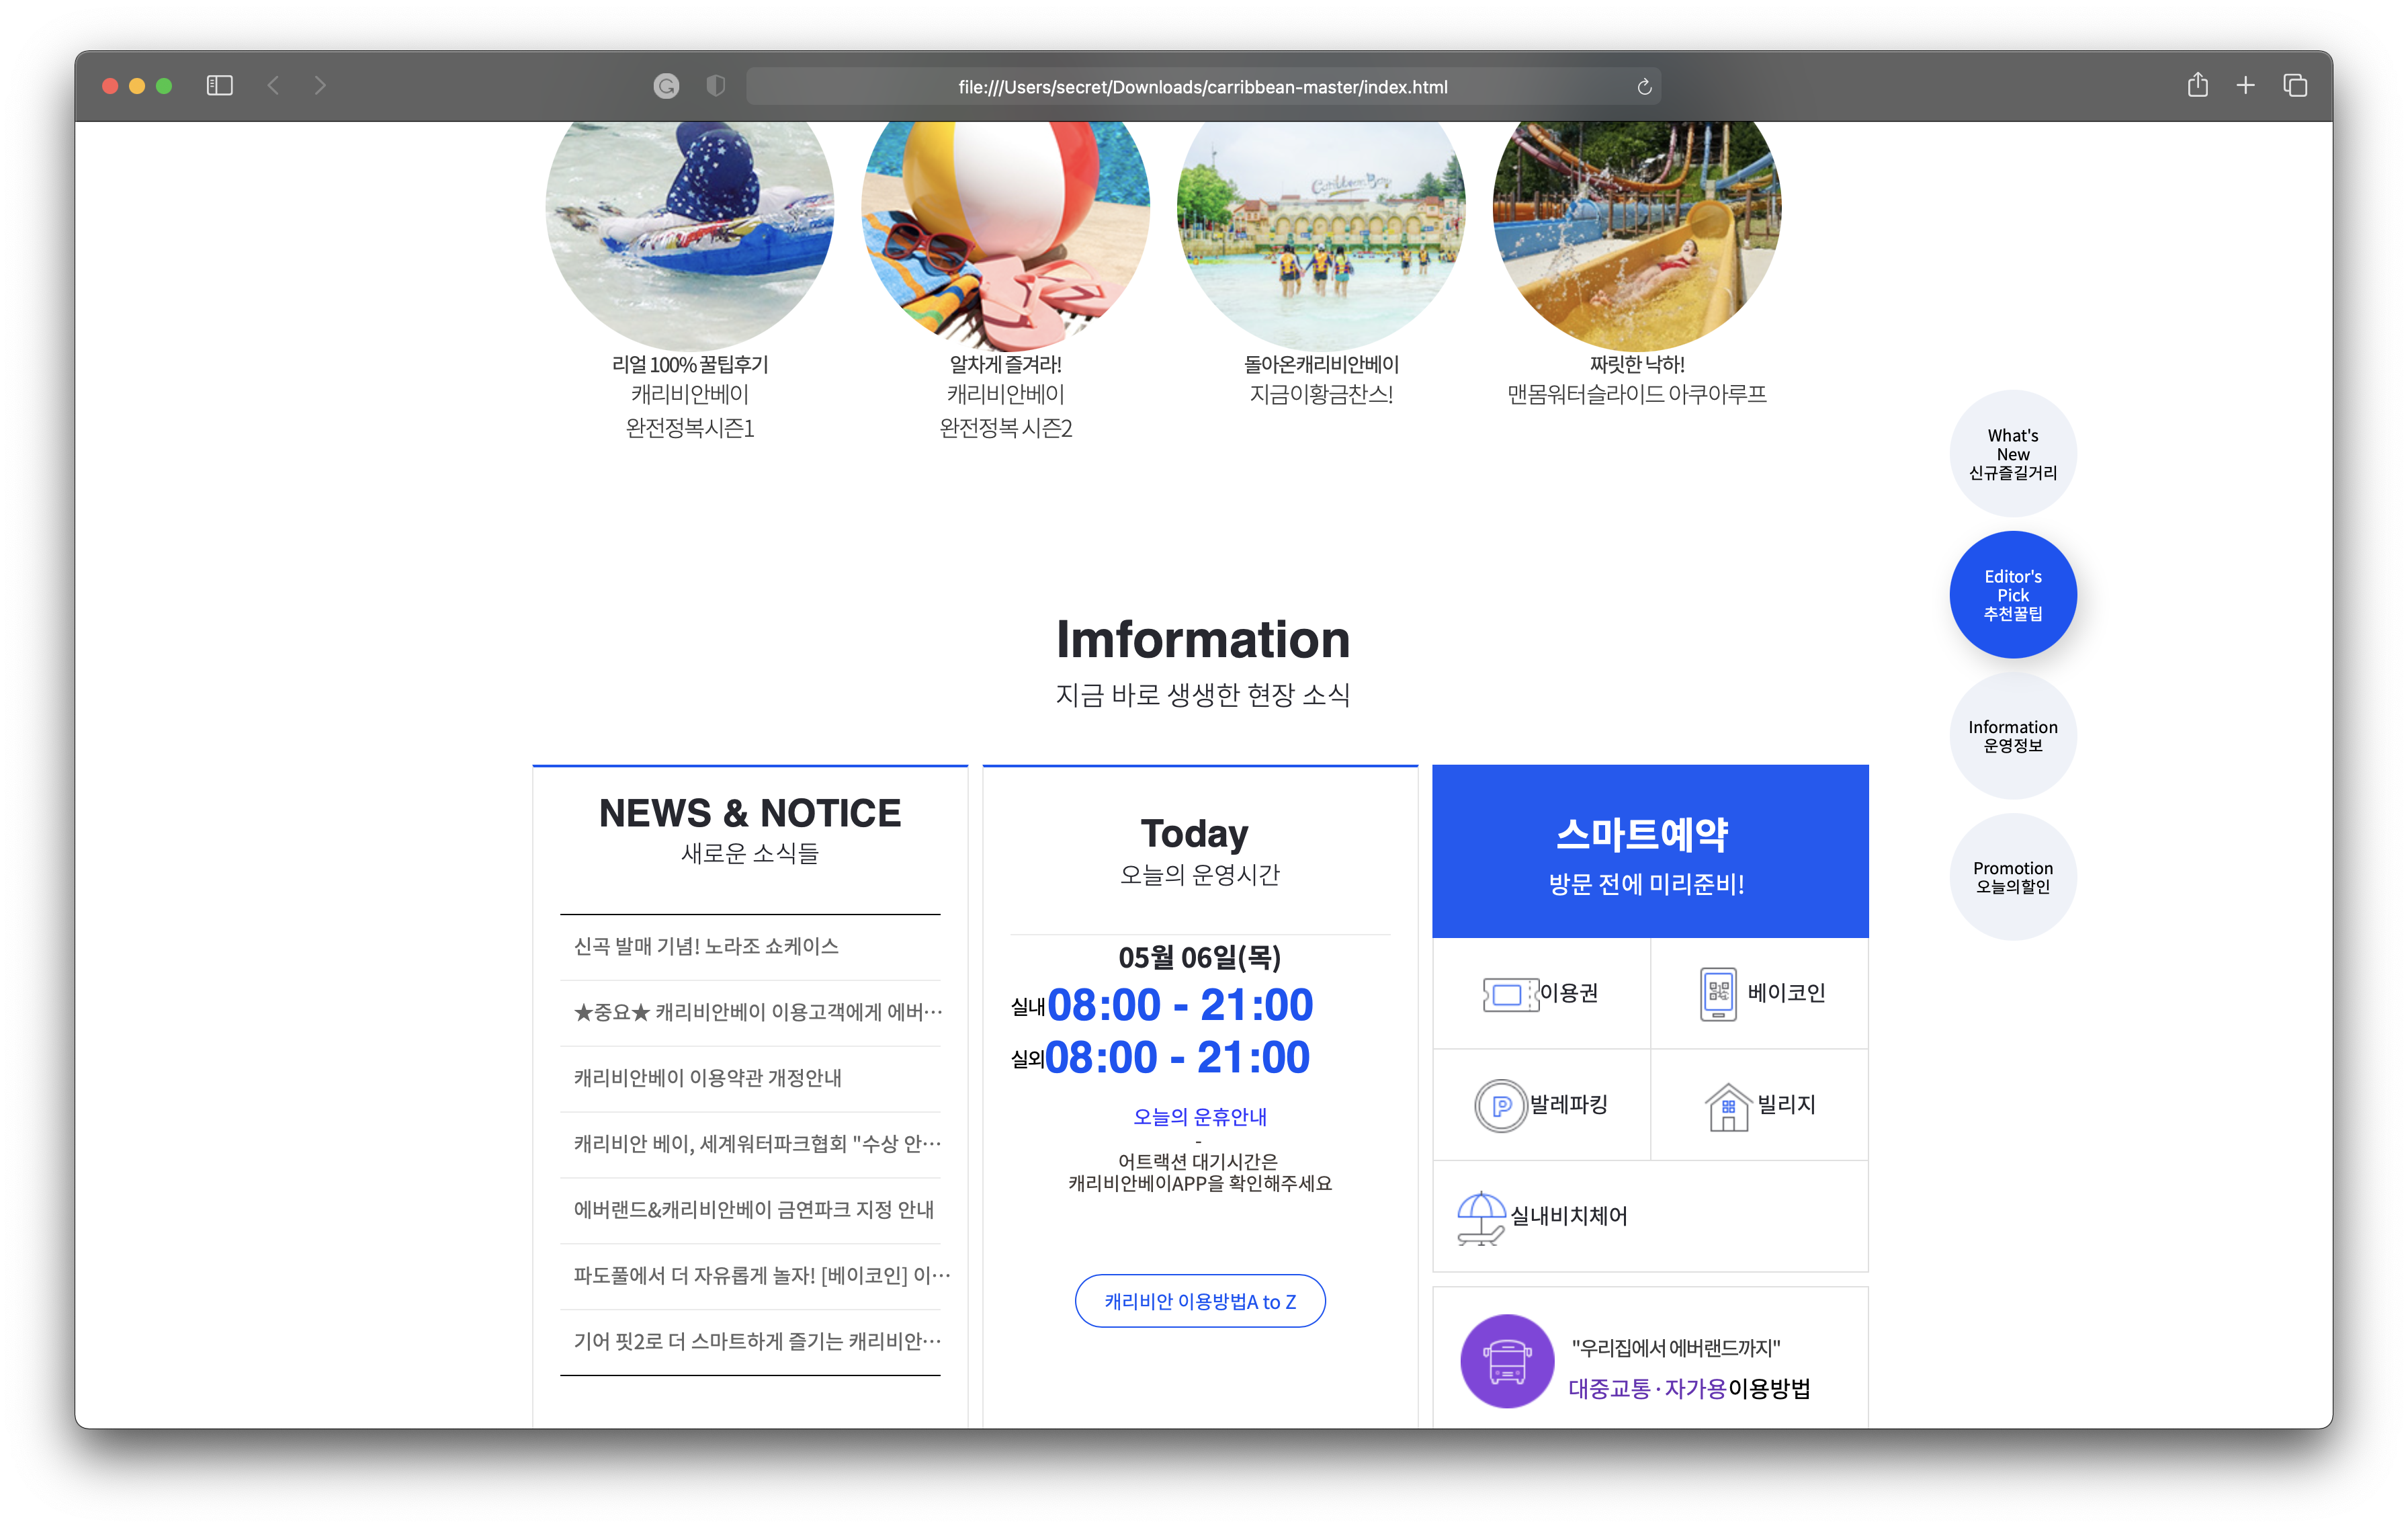 file:///Users/secret/Downloads/carribbean-master/index.html
Caribbean Bay
리얼 100% 꿀팁후기
캐리비안베이
완전정복시즌1
알차게 즐겨라!
캐리비안베이
완전정복 시즌2
돌아온캐리비안베이
지금이황금찬스!
짜릿한 낙하!
맨몸워터슬라이드 아쿠아루프
What's
New
신규즐길거리
Editor's
Pick
추천꿀팁
Information
운영정보
Promotion
오늘의할인
Imformation
지금 바로 생생한 현장 소식
NEWS & NOTICE
새로운 소식들
신곡 발매 기념! 노라조 쇼케이스
★중요★ 캐리비안베이 이용고객에게 에버…
캐리비안베이 이용약관 개정안내
캐리비안 베이, 세계워터파크협회 "수상 안…
에버랜드&캐리비안베이 금연파크 지정 안내
파도풀에서 더 자유롭게 놀자! [베이코인] 이…
기어 핏2로 더 스마트하게 즐기는 캐리비안…
Today
오늘의 운영시간
05월 06일(목)
실내08:00 - 21:00
실외08:00 - 21:00
오늘의 운휴안내
-
어트랙션 대기시간은
캐리비안베이APP을 확인해주세요
캐리비안 이용방법A to Z
스마트예약
방문 전에 미리준비!
이용권
베이코인
P
발레파킹
빌리지
실내비치체어
"우리집에서 에버랜드까지"
대중교통·자가용이용방법